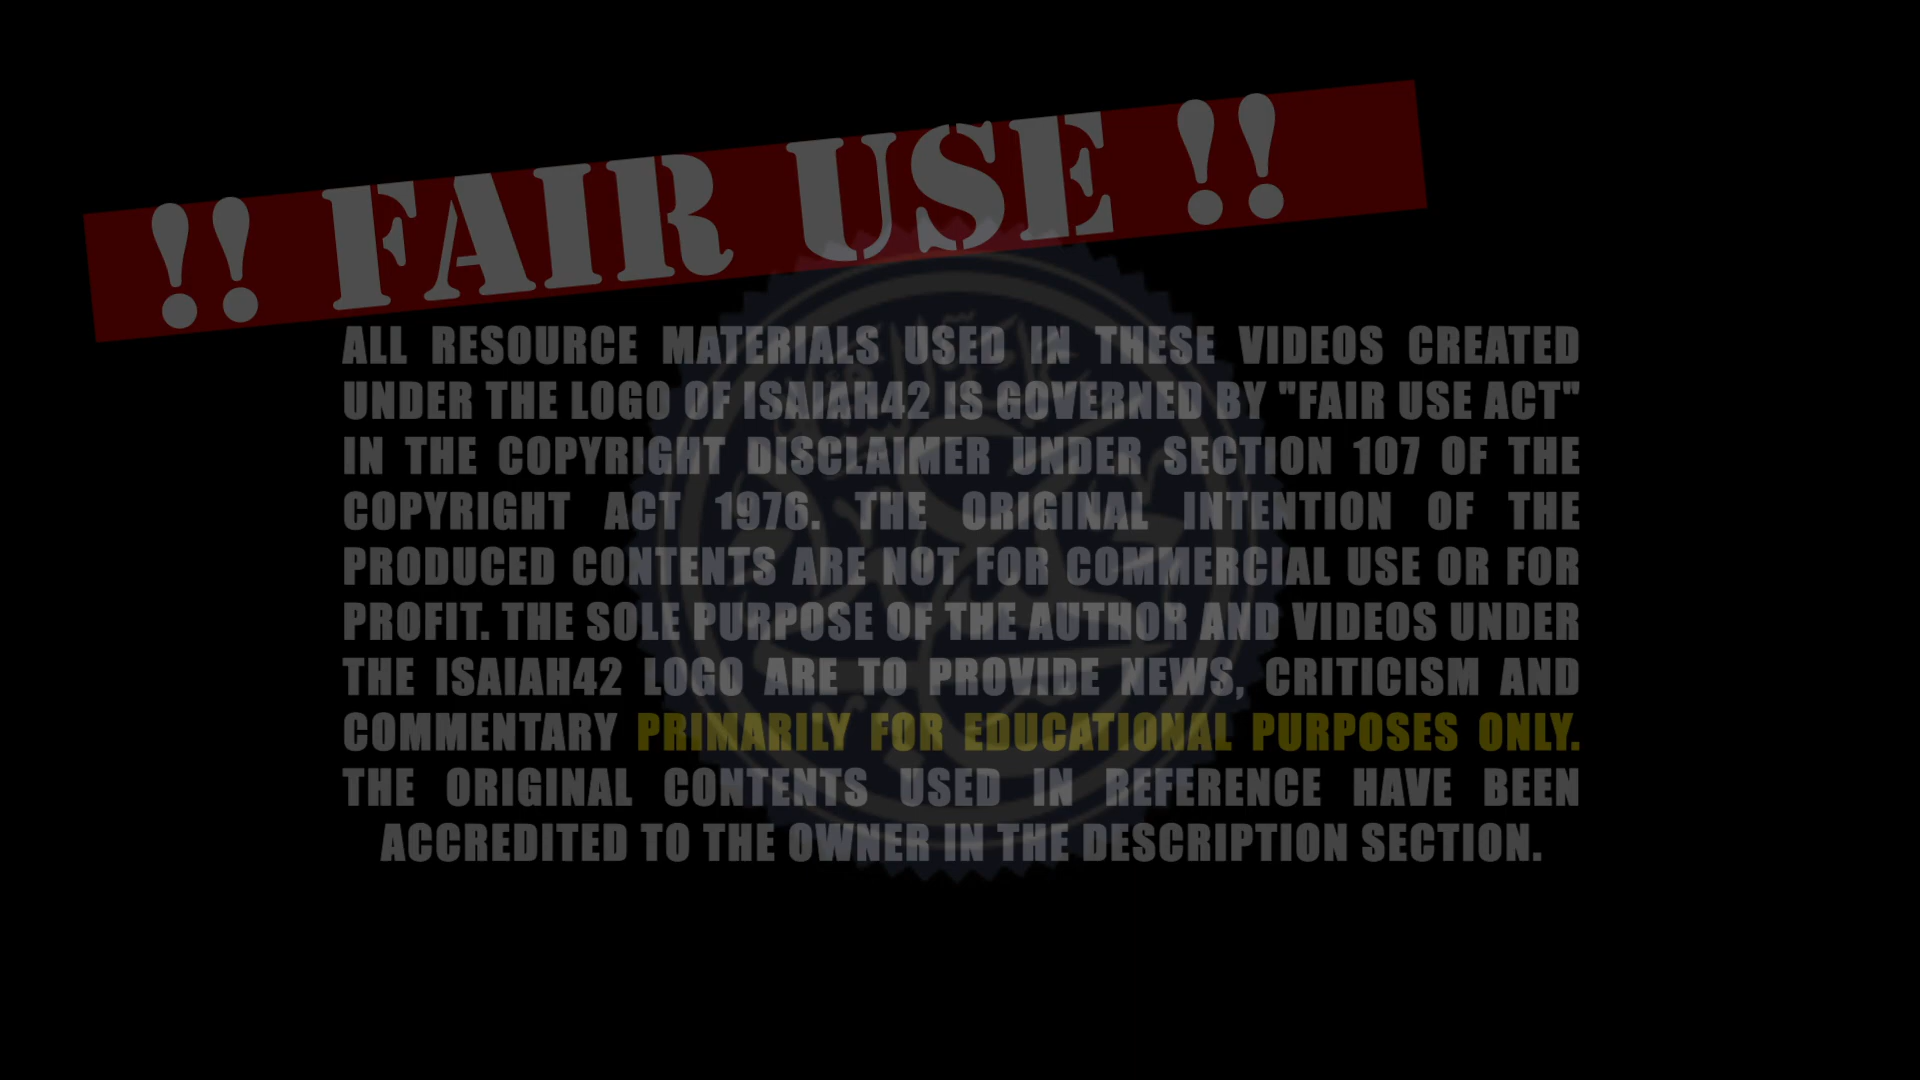 !! FAIR USE !!
ALL RESOURCE MATERIALS USED IN THESE VIDEOS CREATED
UNDER THE LOGO OF ISAIAH42 IS GOVERNED BY "FAIR USE ACT"
IN THE COPYRIGHT DISCLAIMER UNDER SECTION 107 OF THE
COPYRIGHT ACT 1976. THE ORIGINAL INTENTION OF THE
PRODUCED CONTENTS ARE NOT FOR COMMERCIAL USE OR FOR
PROFIT. THE SOLE PURPOSE OF THE AUTHOR AND VIDEOS UNDER
THE ISAIAH42 LOGO ARE TO PROVIDE NEWS, CRITICISM AND
COMMENTARY PRIMARILY FOR EDUCATIONAL PURPOSES ONLY.
THE ORIGINAL CONTENTS USED IN REFERENCE HAVE BEEN
ACCREDITED TO THE OWNER IN THE DESCRIPTION SECTION.